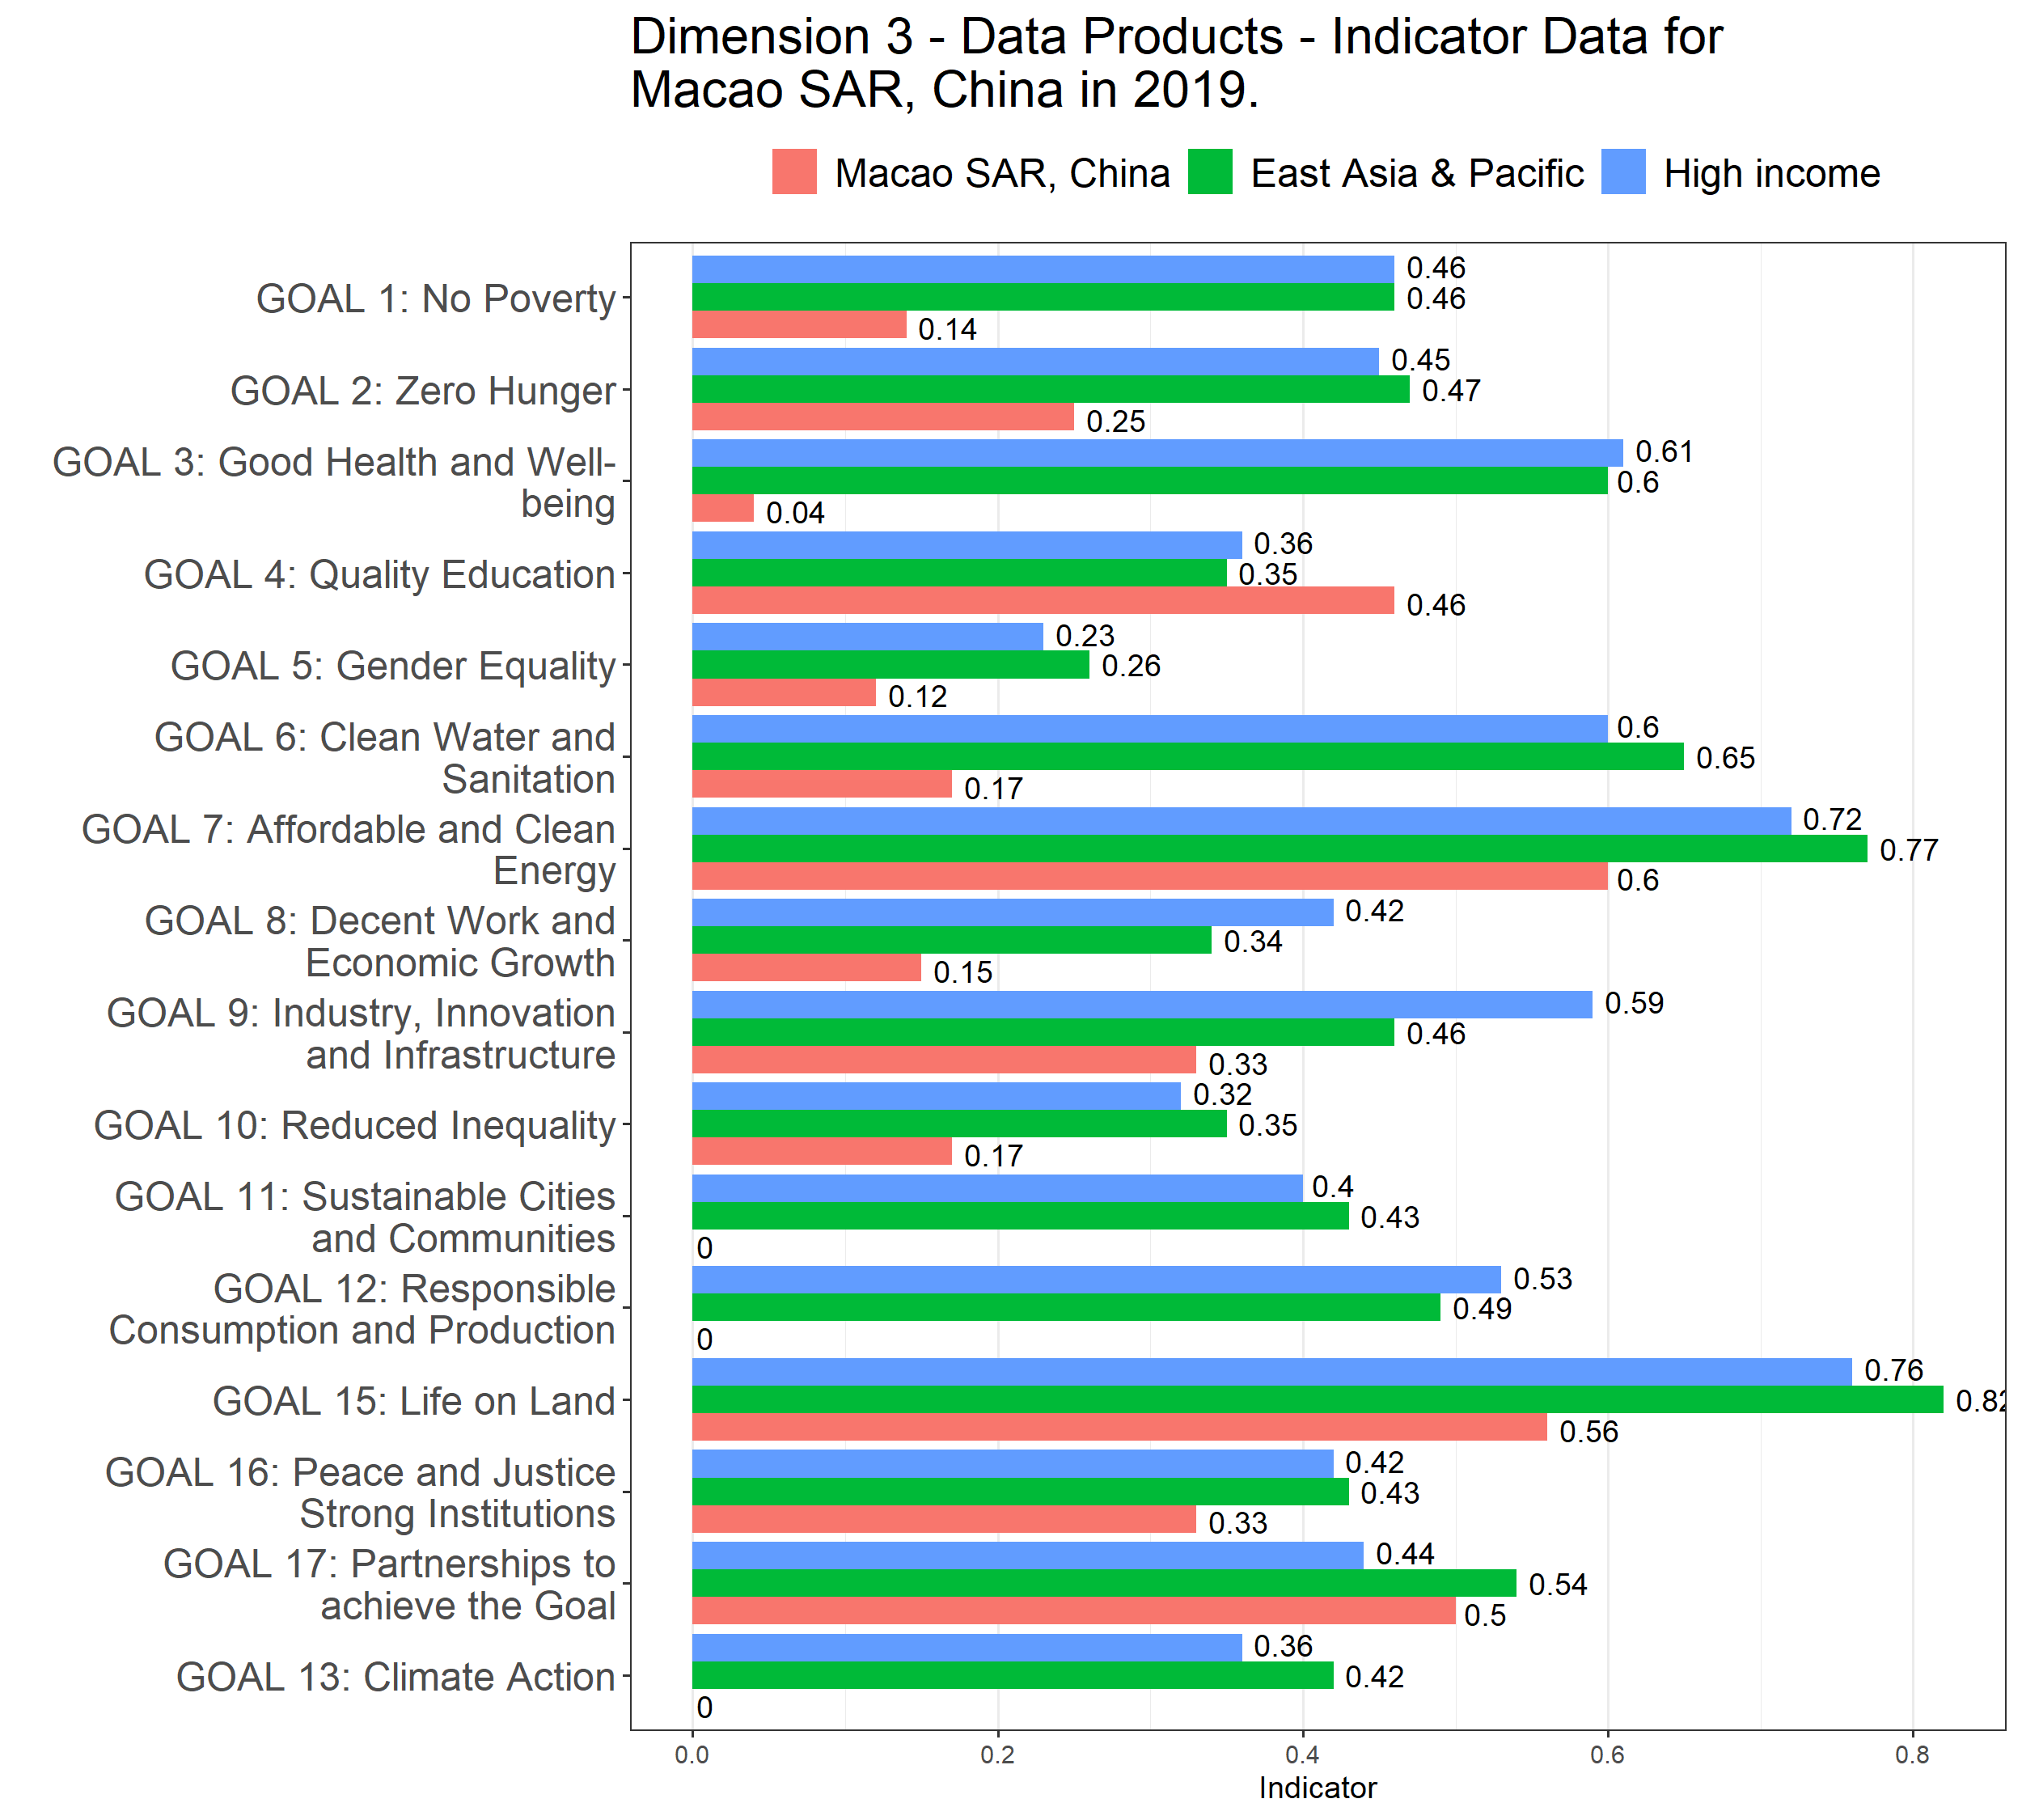 Dimension 3 - Data Products - Indicator Data for
Macao SAR, China in 2019.
Macao SAR, China East Asia & Pacific High income
GOAL 1: No Poverty
0.46
0.46
0.14
GOAL 2: Zero Hunger
0.45
0.47
0.25
GOAL 3: Good Health and Well-
being
0.61
0.6
0.04
GOAL 4: Quality Education
0.36
0.35
0.46
GOAL 5: Gender Equality
0.23
0.26
0.12
GOAL 6: Clean Water and
Sanitation
0.6
0.65
0.17
GOAL 7: Affordable and Clean
Energy
0.72
0.77
0.6
GOAL 8: Decent Work and
Economic Growth
0.42
0.34
0.15
GOAL 9: Industry, Innovation
and Infrastructure
0.59
0.46
0.33
GOAL 10: Reduced Inequality
0.32
0.35
0.17
GOAL 11: Sustainable Cities
and Communities
0.4
0.43
0
GOAL 12: Responsible
Consumption and Production
0.53
0.49
0
GOAL 15: Life on Land
0.76
0.82
0.56
GOAL 16: Peace and Justice
Strong Institutions
0.42
0.43
0.33
GOAL 17: Partnerships to
achieve the Goal
0.44
0.54
0.5
GOAL 13: Climate Action
0.36
0.42
0
0.0 0.2 0.4 0.6 0.8
Indicator